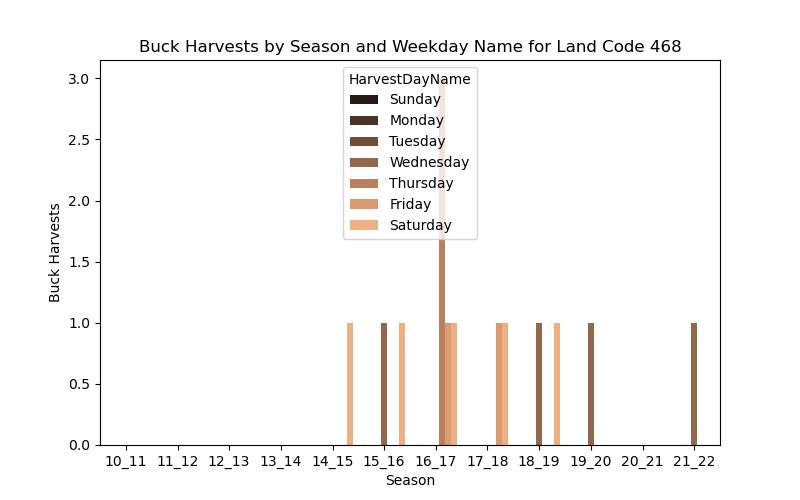 Buck Harvests by Season and Weekday Name for Land Code 468
HarvestDayName
Sunday
Monday
Tuesday
Wednesday
Thursday
Friday
Saturday
Buck Harvests
3.0
2.5
2.0
1.5
1.0
0.5
0.0
10_11 11_12 12_13 13_14 14_15 15_16 16_17 17_18 18_19 19_20 20_21 21_22
Season